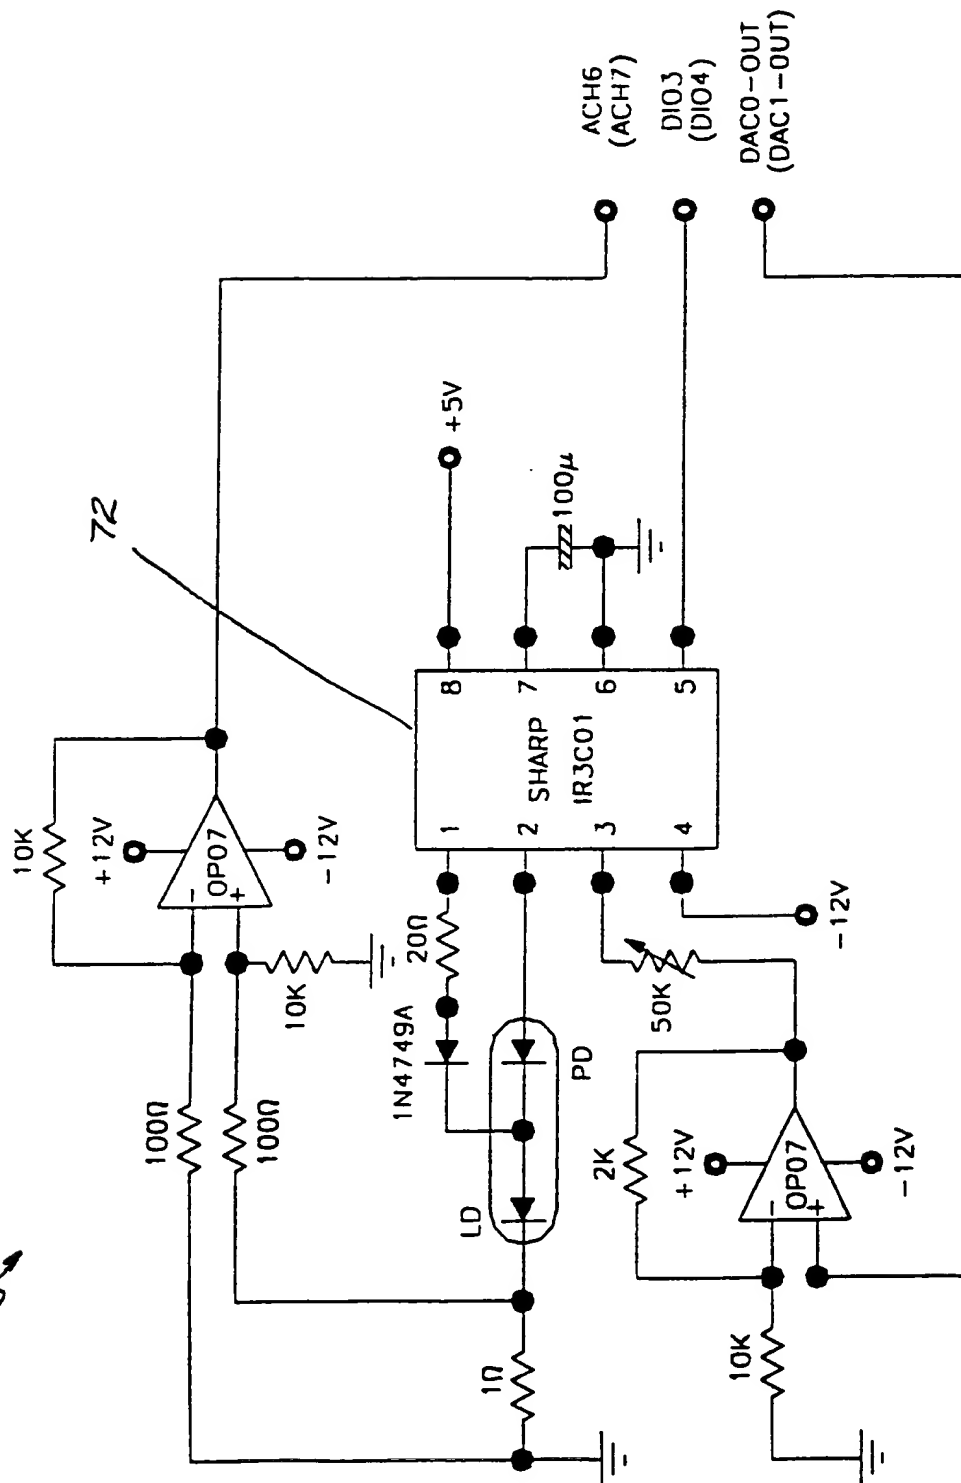 72
ACH6
(ACH7)
DIO3
(DIO4)
DAC0-OUT
(DAC1-OUT)
10K
+12V
-
OP07
+
-12V
10K
100Ω
100Ω
+5V
100µ
SHARP
IR3C01
1
2
3
4
8
7
6
5
20Ω
1N4749A
PD
LD
1Ω
-12V
50K
2K
+12V
-
OP07
+
-12V
10K